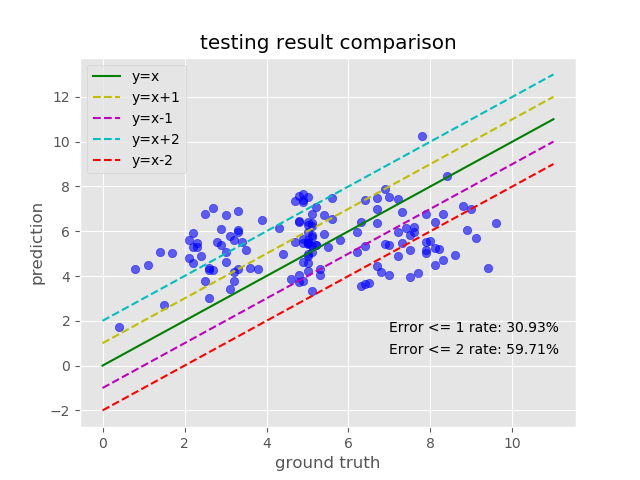 testing result comparison
y=x
y=x+1
y=x-1
y=x+2
y=x-2
12
10
8
6
4
2
0
−2
prediction
Error <= 1 rate: 30.93%
Error <= 2 rate: 59.71%
0 2 4 6 8 10
ground truth